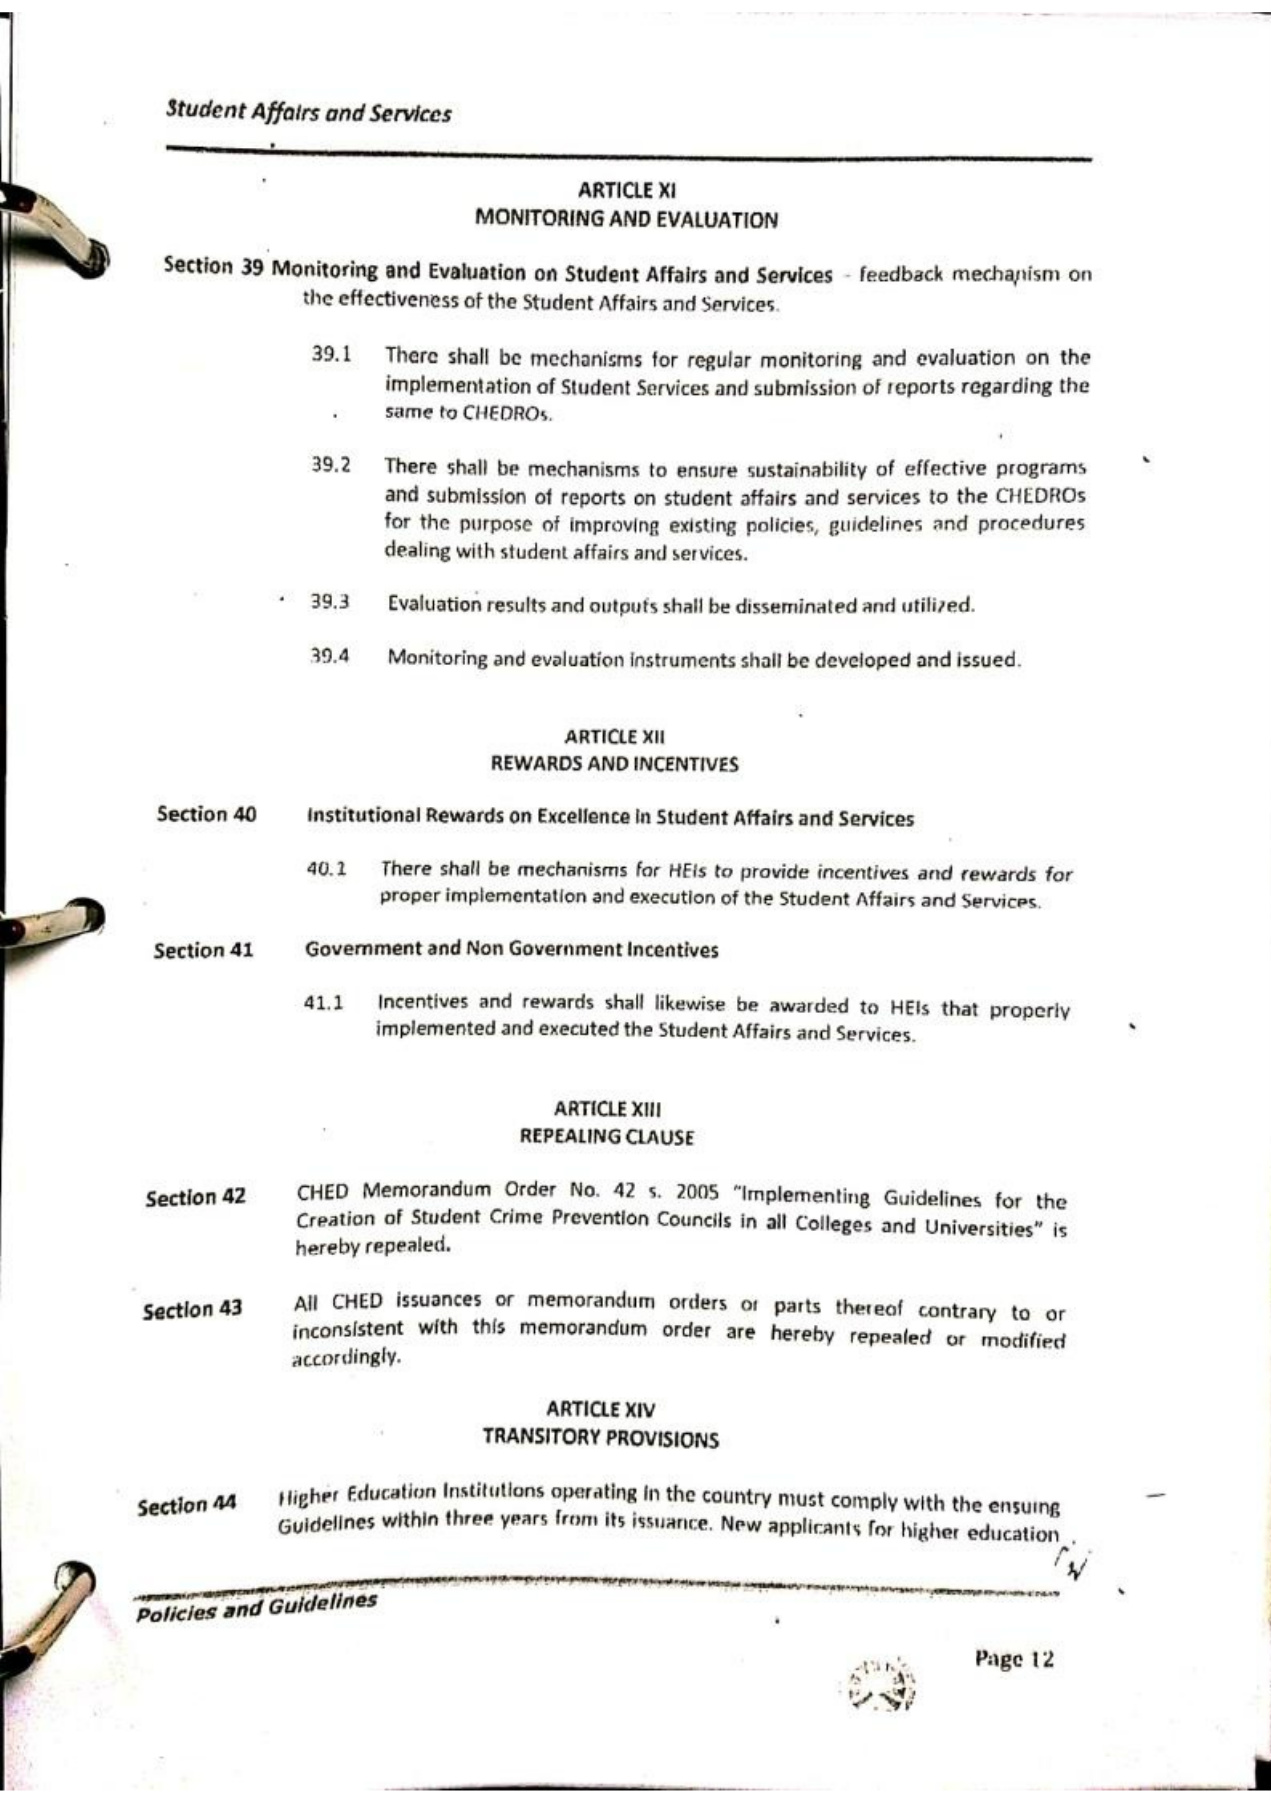 Student Affairs and Services
ARTICLE XI
MONITORING AND EVALUATION
Section 39 Monitoring and Evaluation on Student Affairs and Services - feedback mechanism on
the effectiveness of the Student Affairs and Services.
39.1 There shall be mechanisms for regular monitoring and evaluation on the
implementation of Student Services and submission of reports regarding the
same to CHEDROs.
39.2 There shall be mechanisms to ensure sustainability of effective programs
and submission of reports on student affairs and services to the CHEDROs
for the purpose of improving existing policies, guidelines and procedures
dealing with student affairs and services.
39.3 Evaluation results and outputs shall be disseminated and utilized.
39.4 Monitoring and evaluation instruments shall be developed and issued.
ARTICLE XII
REWARDS AND INCENTIVES
Section 40 Institutional Rewards on Excellence in Student Affairs and Services
40.1 There shall be mechanisms for HEIs to provide incentives and rewards for
proper implementation and execution of the Student Affairs and Services.
Section 41 Government and Non Government Incentives
41.1 Incentives and rewards shall likewise be awarded to HEIs that properly
implemented and executed the Student Affairs and Services.
ARTICLE XIII
REPEALING CLAUSE
Section 42 CHED Memorandum Order No. 42 s. 2005 "Implementing Guidelines for the
Creation of Student Crime Prevention Councils in all Colleges and Universities" is
hereby repealed.
Section 43 All CHED issuances or memorandum orders or parts thereof contrary to or
inconsistent with this memorandum order are hereby repealed or modified
accordingly.
ARTICLE XIV
TRANSITORY PROVISIONS
Section 44 Higher Education Institutions operating in the country must comply with the ensuing
Guidelines within three years from its issuance. New applicants for higher education
Policies and Guidelines
Page 12